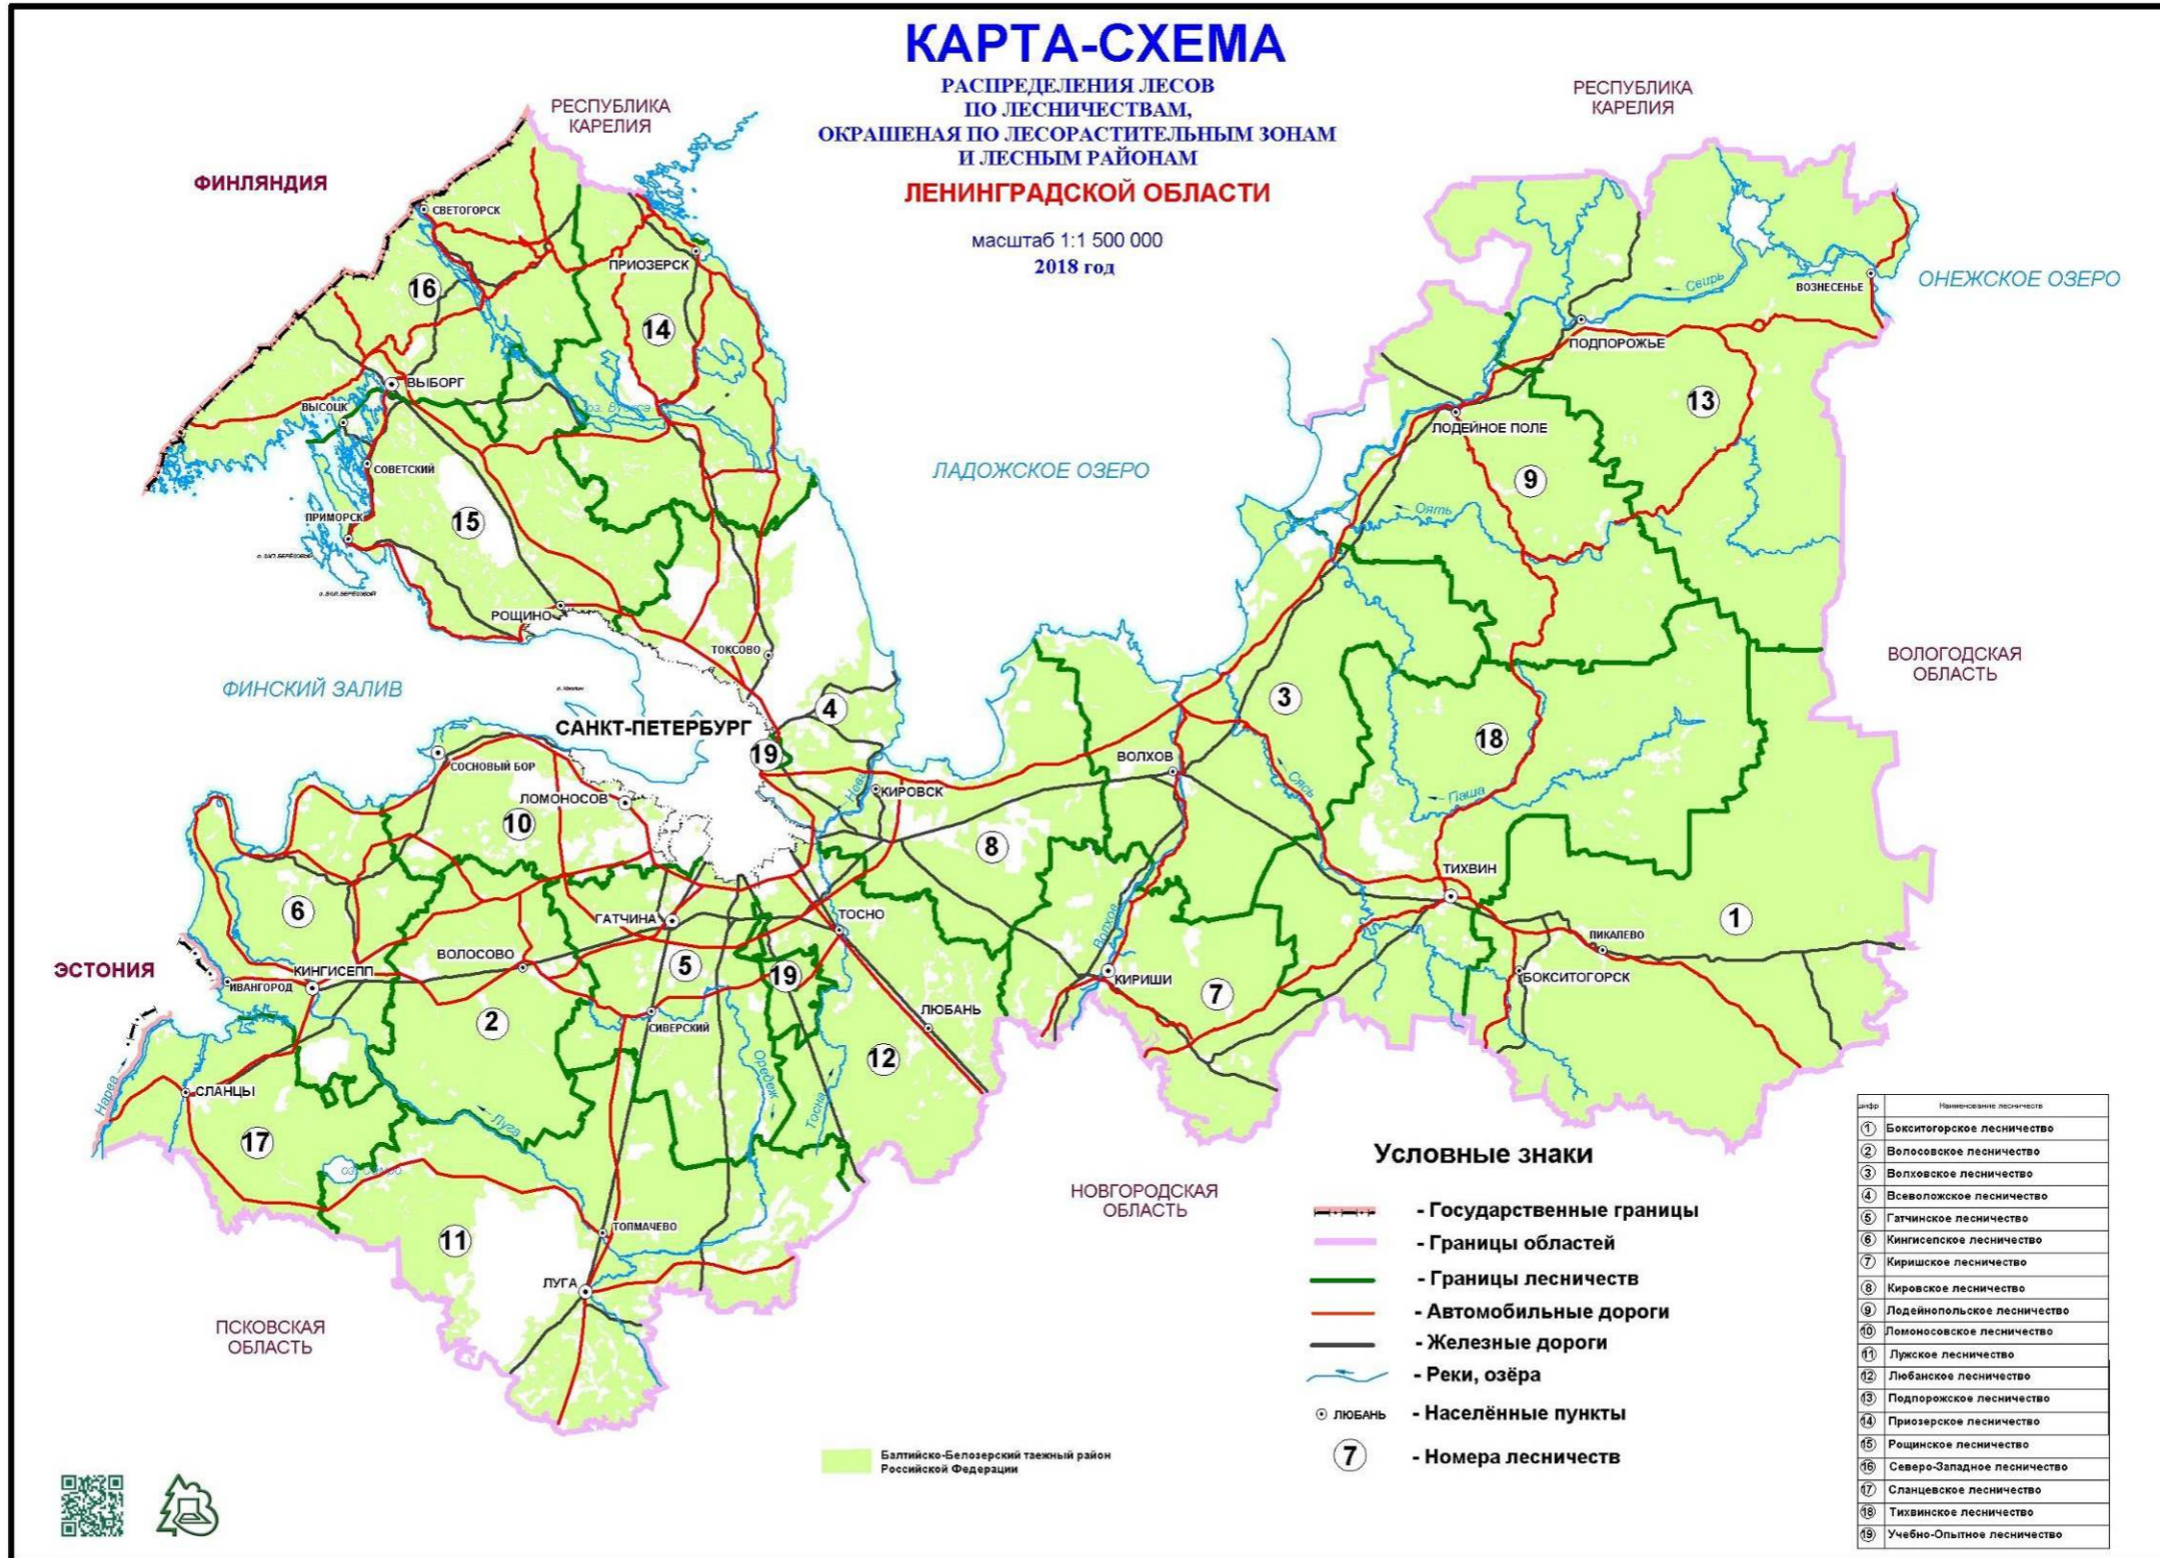 КАРТА-СХЕМА
РАСПРЕДЕЛЕНИЯ ЛЕСОВ
ПО ЛЕСНИЧЕСТВАМ,
ОКРАШЕНАЯ ПО ЛЕСОРАСТИТЕЛЬНЫМ ЗОНАМ
И ЛЕСНЫМ РАЙОНАМ
ЛЕНИНГРАДСКОЙ ОБЛАСТИ
масштаб 1:1 500 000
2018 год
РЕСПУБЛИКА
КАРЕЛИЯ
РЕСПУБЛИКА
КАРЕЛИЯ
ФИНЛЯНДИЯ
СВЕТОГОРСК
ПРИОЗЕРСК
16
14
ВЫБОРГ
ВЫСОЦК
оз. Вуокса
СОВЕТСКИЙ
ПРИМОРСК
15
РОЩИНО
ТОКСОВО
ФИНСКИЙ ЗАЛИВ
ЛАДОЖСКОЕ ОЗЕРО
ОНЕЖСКОЕ ОЗЕРО
ВОЗНЕСЕНЬЕ
Свирь
ПОДПОРОЖЬЕ
13
ЛОДЕЙНОЕ ПОЛЕ
9
Оять
ВОЛОГОДСКАЯ
ОБЛАСТЬ
3
18
4
САНКТ-ПЕТЕРБУРГ
19
СОСНОВЫЙ БОР
ЛОМОНОСОВ
10
Нева
КИРОВСК
ВОЛХОВ
Сясь
Паша
8
ТИХВИН
6
ГАТЧИНА
ТОСНО
Волхов
1
ПИКАЛЕВО
БОКСИТОГОРСК
ЭСТОНИЯ
ВОЛОСОВО
КИНГИСЕПП
ИВАНГОРОД
5
19
КИРИШИ
7
2
СИВЕРСКИЙ
ЛЮБАНЬ
12
Нарва
СЛАНЦЫ
Оредеж
Тосна
Луга
17
11
ТОЛМАЧЕВО
ЛУГА
НОВГОРОДСКАЯ
ОБЛАСТЬ
ПСКОВСКАЯ
ОБЛАСТЬ
Балтийско-Белозерский таежный район
Российской Федерации
Условные знаки
- Государственные границы
- Границы областей
- Границы лесничеств
- Автомобильные дороги
- Железные дороги
- Реки, озёра
ЛЮБАНЬ - Населённые пункты
7 - Номера лесничеств
шифр Наименование лесничеств
1 Бокситогорское лесничество
2 Волосовское лесничество
3 Волховское лесничество
4 Всеволожское лесничество
5 Гатчинское лесничество
6 Кингисепское лесничество
7 Киришское лесничество
8 Кировское лесничество
9 Лодейнопольское лесничество
10 Ломоносовское лесничество
11 Лужское лесничество
12 Любанское лесничество
13 Подпорожское лесничество
14 Приозерское лесничество
15 Рощинское лесничество
16 Северо-Западное лесничество
17 Сланцевское лесничество
18 Тихвинское лесничество
19 Учебно-Опытное лесничество